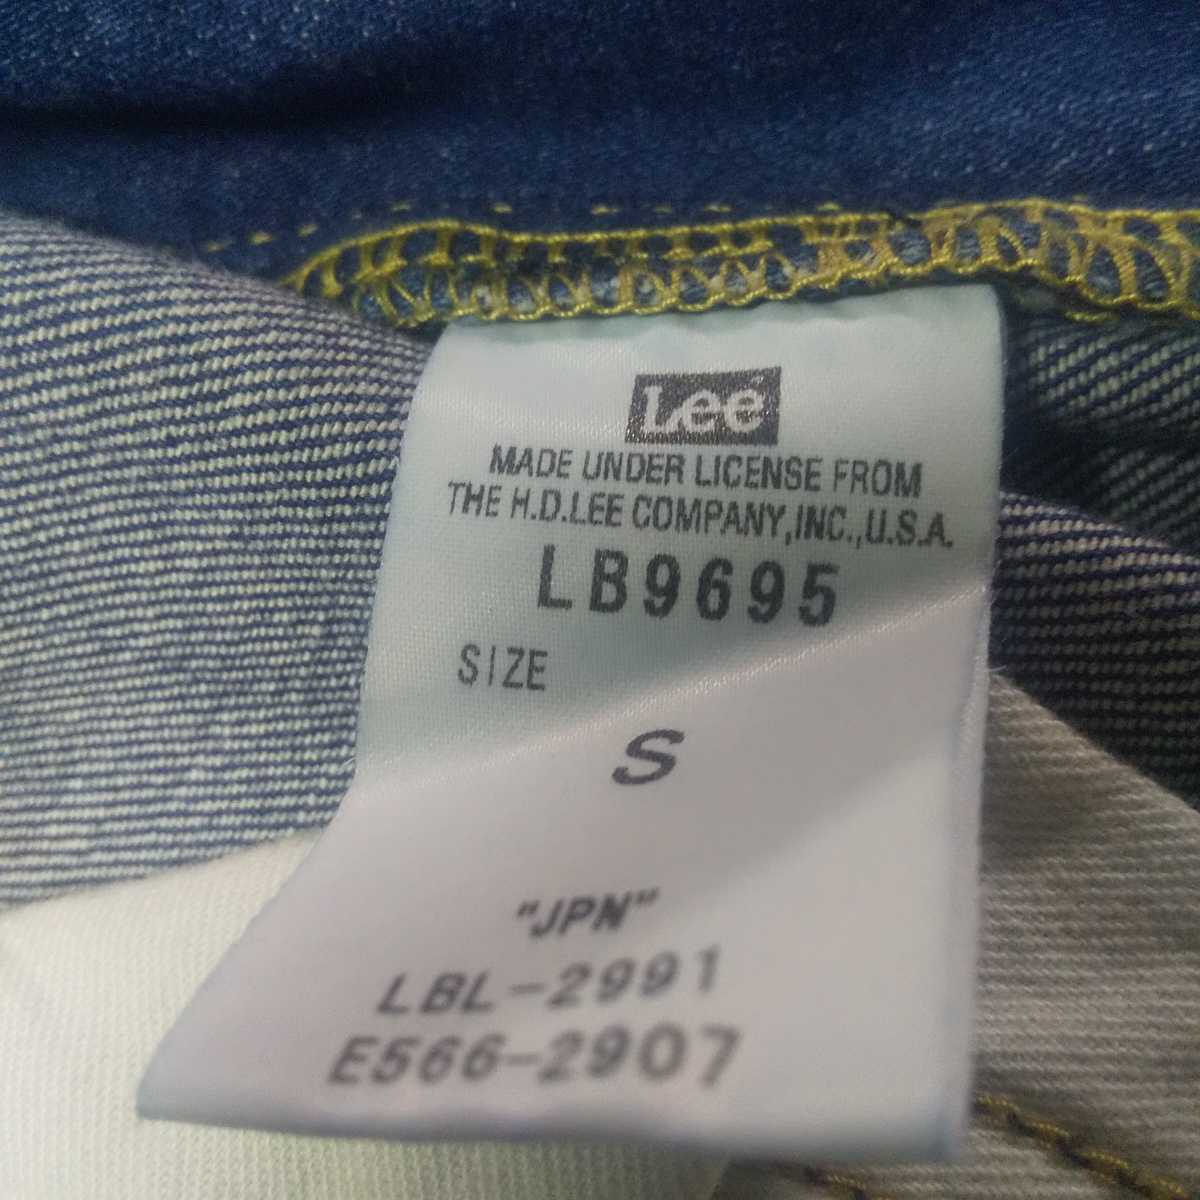 Lee
MADE UNDER LICENSE FROM
THE H.D.LEE COMPANY,INC.,U.S.A.
LB9695
SIZE
S
"JPN"
LBL-2991
E566-2907